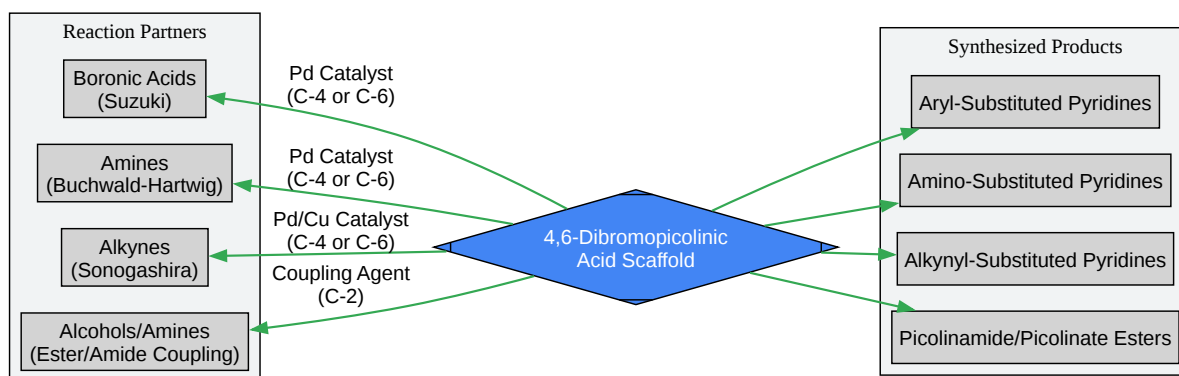 Reaction Partners
Boronic Acids
(Suzuki)
Amines
(Buchwald-Hartwig)
Alkynes
(Sonogashira)
Alcohols/Amines
(Ester/Amide Coupling)
Pd Catalyst
(C-4 or C-6)
Pd Catalyst
(C-4 or C-6)
Pd/Cu Catalyst
(C-4 or C-6)
Coupling Agent
(C-2)
4,6-Dibromopicolinic
Acid Scaffold
Synthesized Products
Aryl-Substituted Pyridines
Amino-Substituted Pyridines
Alkynyl-Substituted Pyridines
Picolinamide/Picolinate Esters